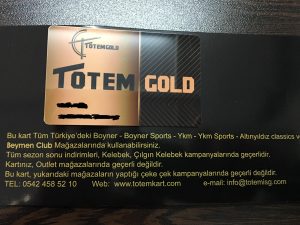 TOTEMGOLD
TOTEM GOLD
Bu kart Tüm Türkiye'deki Boyner - Boyner Sports - Ykm - Ykm Sports - Altınyıldız classics ve
Beymen Club Mağazalarında kullanabilirsiniz.
Tüm sezon sonu indirimleri, Kelebek, Çılgın Kelebek kampanyalarında geçerlidir.
Kartınız, Outlet mağazalarında geçerli değildir.
Bu kart, yukarıdaki mağazaların yaptığı çeke çek kampanyalarında geçerli değildir.
TEL: 0542 458 52 10 Web: www.totemkart.com e-mail: info@totemisg.com